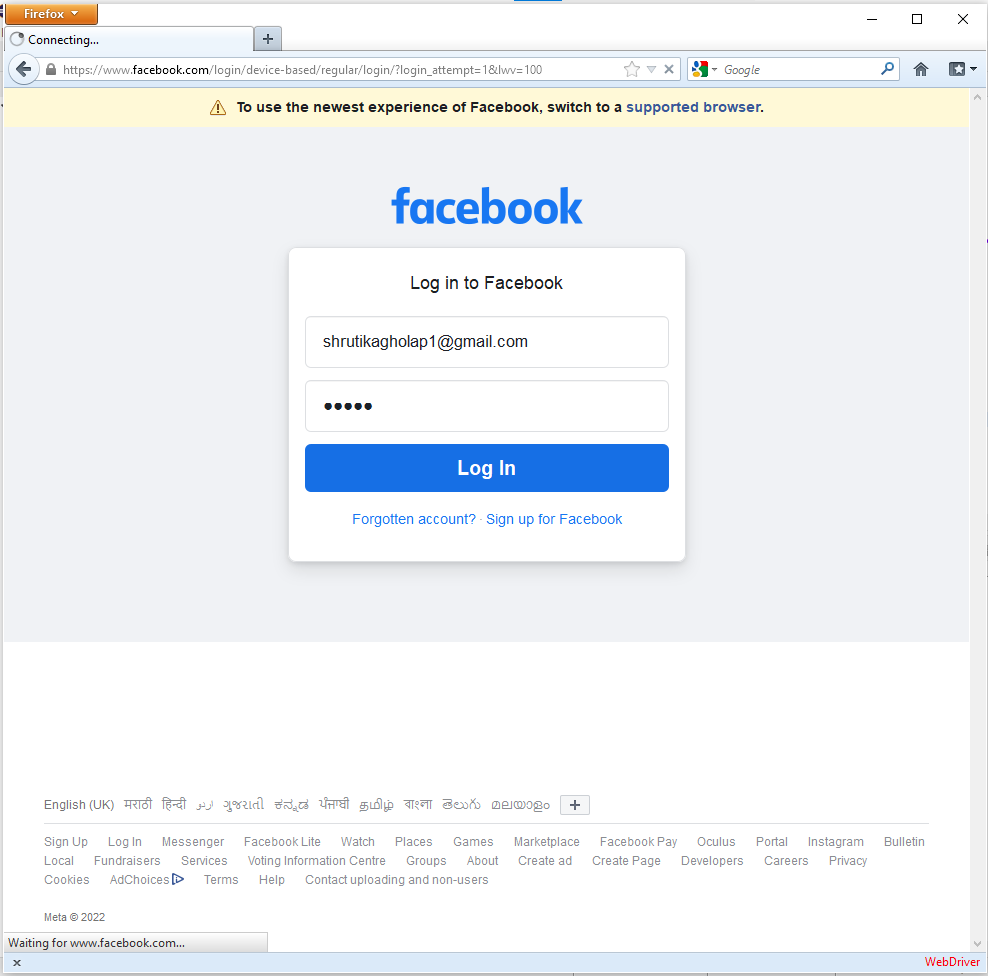 Firefox
Connecting...
https://www.facebook.com/login/device-based/regular/login/?login_attempt=1&lwv=100
Google
To use the newest experience of Facebook, switch to a supported browser.
facebook
Log in to Facebook
shrutikagholap1@gmail.com
•••••
Log In
Forgotten account? · Sign up for Facebook
English (UK) मराठी हिन्दी اردو ગુજરાતી ಕನ್ನಡ ਪੰਜਾਬੀ தமிழ் বাংলা తెలుగు മലയാളം +
Sign Up Log In Messenger Facebook Lite Watch Places Games Marketplace Facebook Pay Oculus Portal Instagram Bulletin
Local Fundraisers Services Voting Information Centre Groups About Create ad Create Page Developers Careers Privacy
Cookies AdChoices Terms Help Contact uploading and non-users
Meta © 2022
Waiting for www.facebook.com...
WebDriver